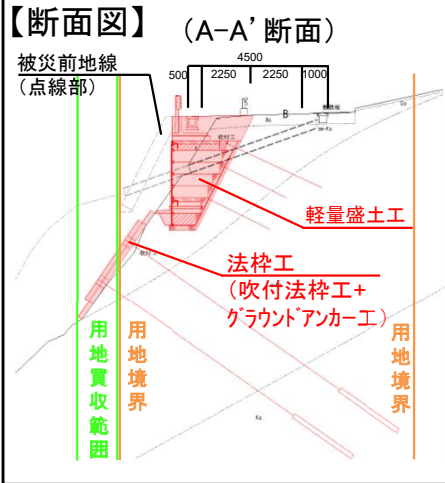 【断面図】 (A-A’断面)
被災前地線
(点線部)
4500
500 2250 2250 1000
B
As
Ka
軽量盛土工
法枠工
(吹付法枠工+
グラウンドアンカー工)
用地買収範囲
用地境界
用地境界